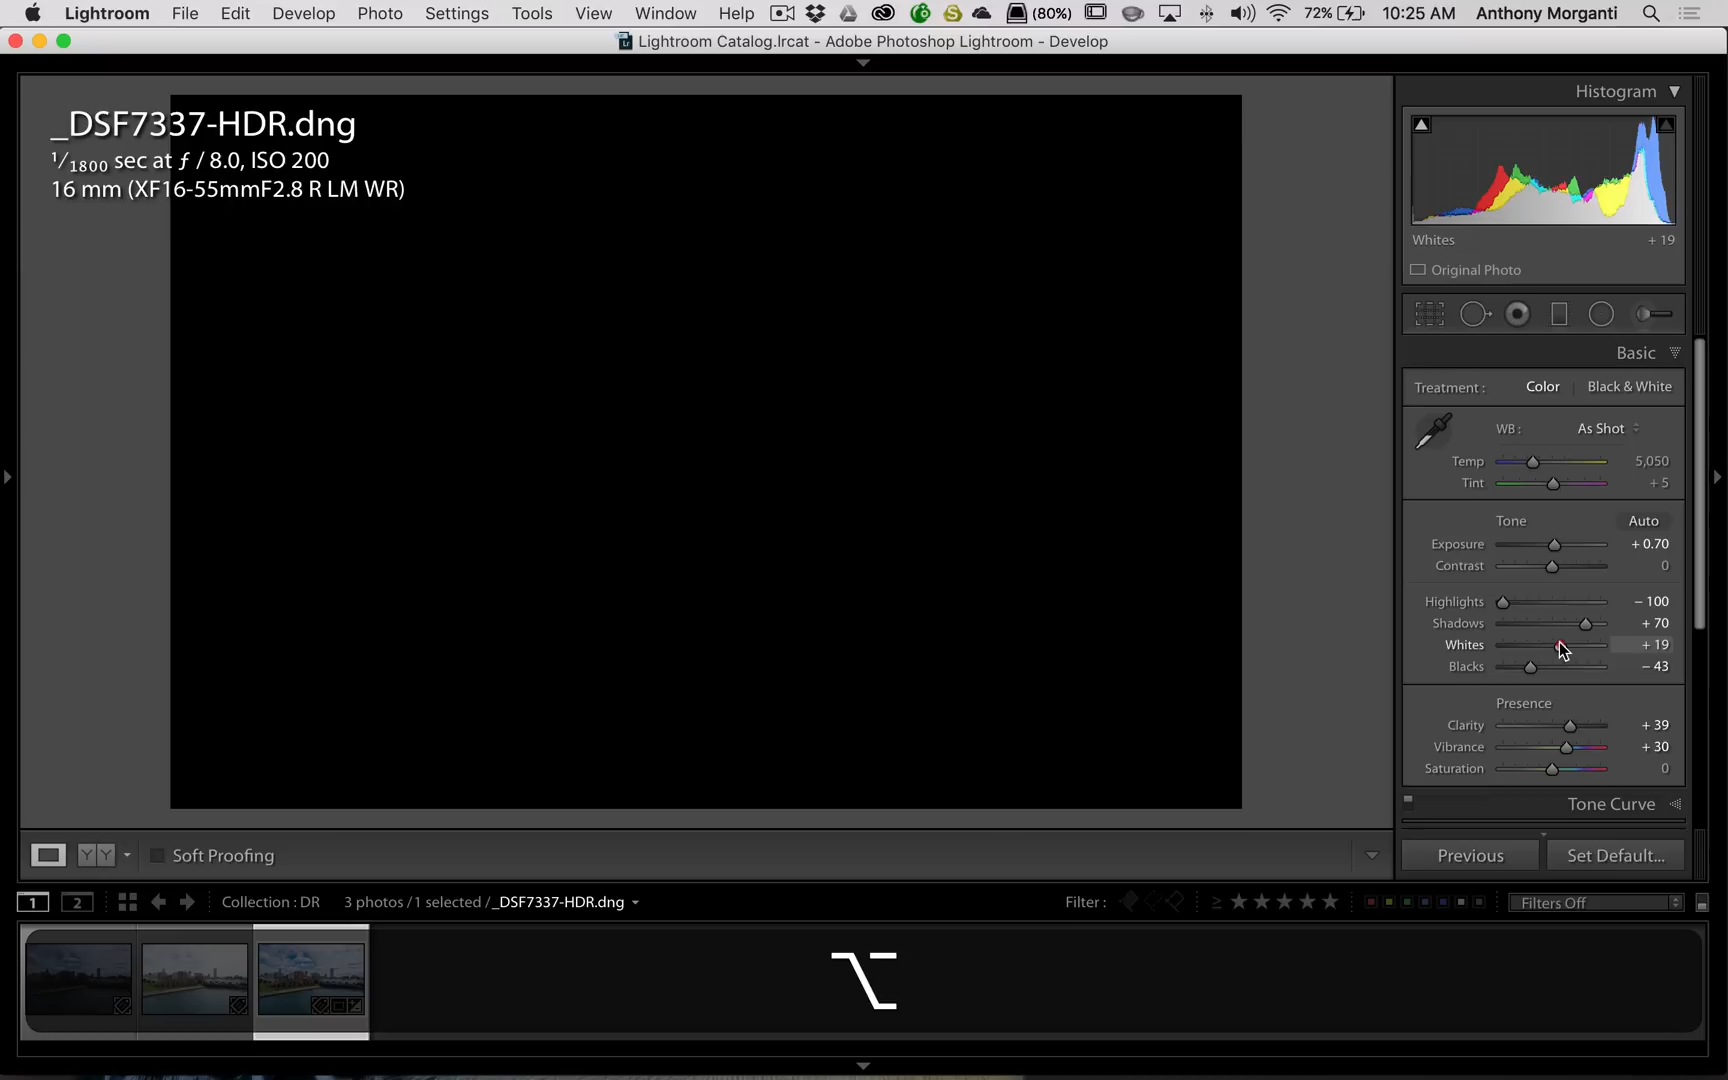 Lightroom File Edit Develop Photo Settings Tools View Window Help (80%) 72% 10:25 AM Anthony Morganti
Lightroom Catalog.lrcat - Adobe Photoshop Lightroom - Develop
_DSF7337-HDR.dng
1/1800 sec at ƒ / 8.0, ISO 200
16 mm (XF16-55mmF2.8 R LM WR)
Histogram
Whites + 19
Original Photo
Basic
Treatment : Color Black & White
WB : As Shot
Temp 5,050
Tint + 5
Tone Auto
Exposure + 0.70
Contrast 0
Highlights – 100
Shadows + 70
Whites + 19
Blacks – 43
Presence
Clarity + 39
Vibrance + 30
Saturation 0
Tone Curve
YY Soft Proofing
Previous Set Default...
1 2 Collection : DR 3 photos / 1 selected / _DSF7337-HDR.dng Filter : ≥ ★★★★★ Filters Off
⌥